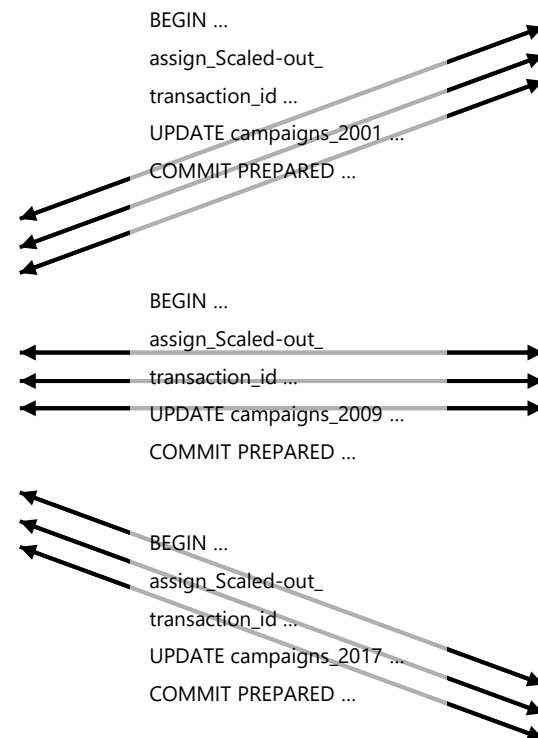 BEGIN ...
assign_Scaled-out_
transaction_id ...
UPDATE campaigns_2001 ...
COMMIT PREPARED ...
BEGIN ...
assign_Scaled-out_
transaction_id ...
UPDATE campaigns_2009 ...
COMMIT PREPARED ...
BEGIN ...
assign_Scaled-out_
transaction_id ...
UPDATE campaigns_2017 ...
COMMIT PREPARED ...